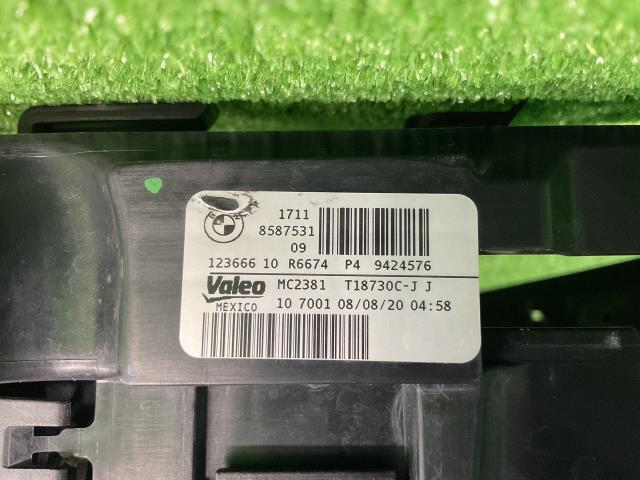 1711
8587531
09
123666 10 R6674 P4 9424576
Valeo MC2381 T18730C-J J
MEXICO 10 7001 08/08/20 04:58